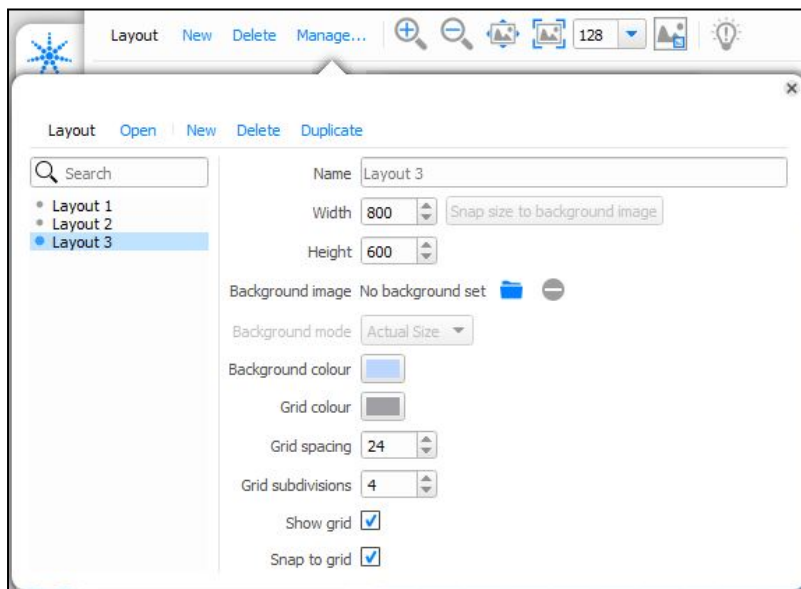 Layout New Delete Manage... 128
Layout Open New Delete Duplicate
Search
Layout 1
Layout 2
Layout 3
Name Layout 3
Width 800 Snap size to background image
Height 600
Background image No background set
Background mode Actual Size
Background colour
Grid colour
Grid spacing 24
Grid subdivisions 4
Show grid
Snap to grid